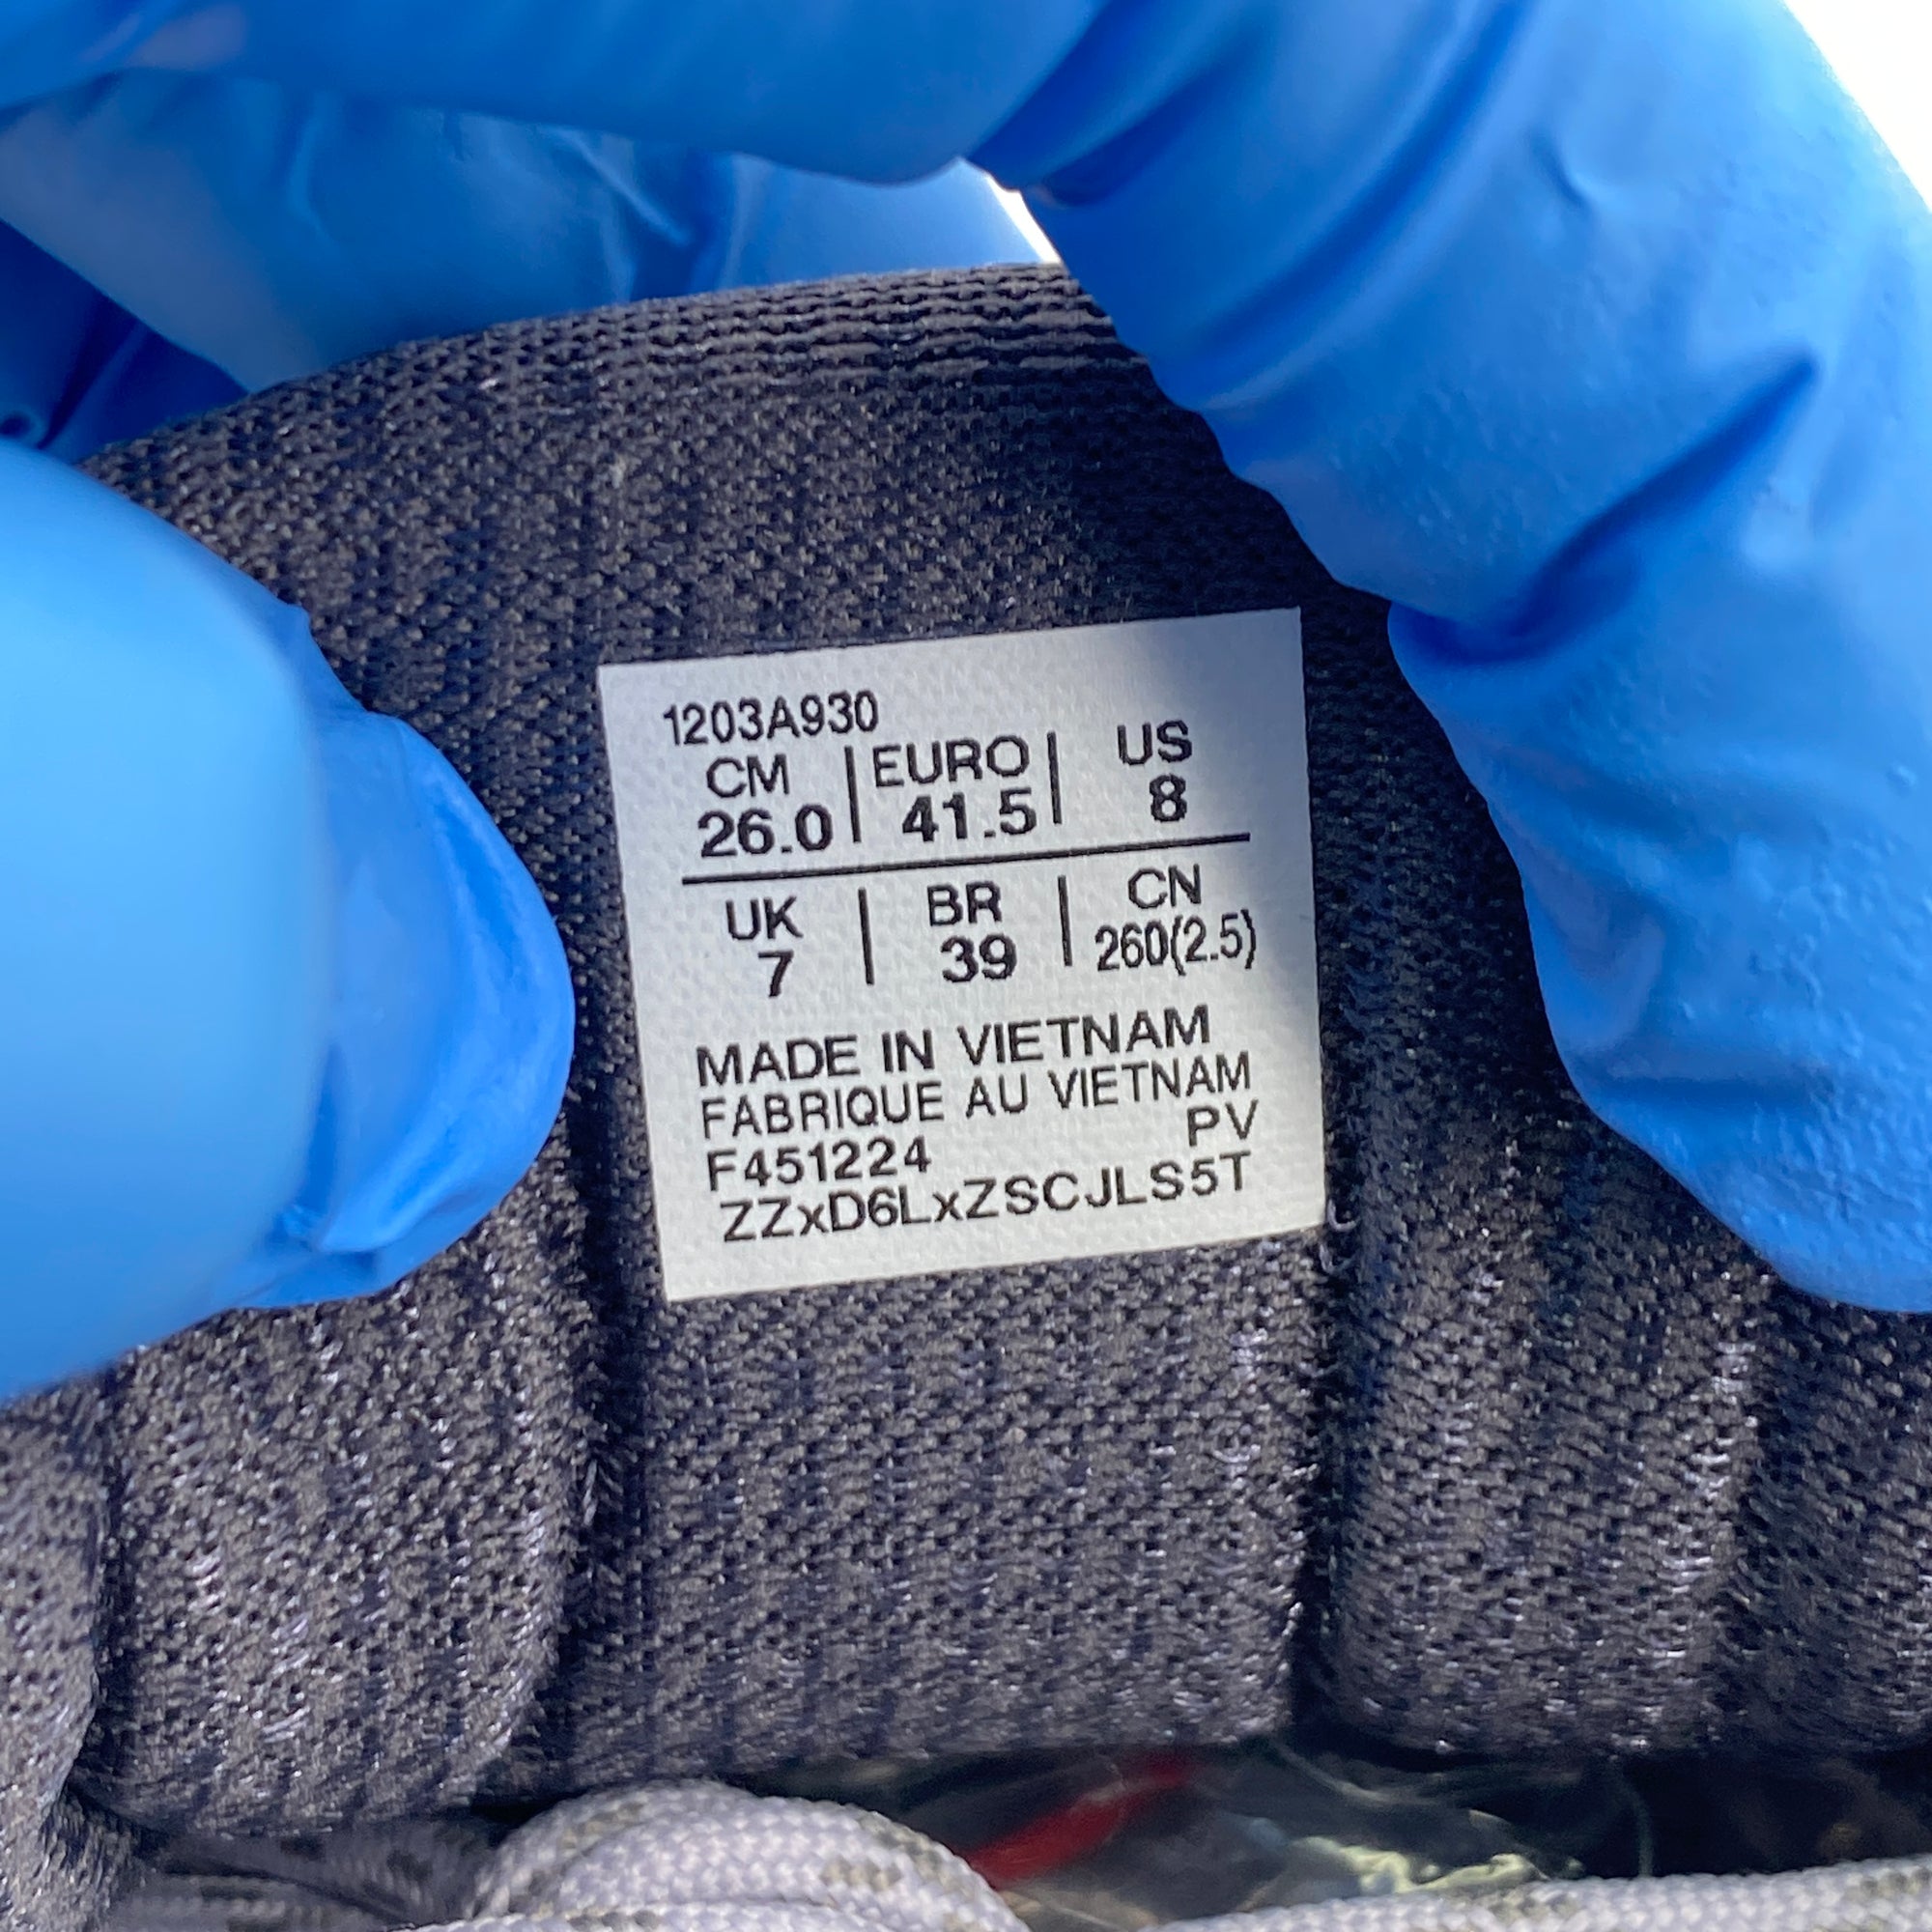 1203A930
CM | EURO | US
26.0 | 41.5 | 8
UK | BR | CN
7 | 39 | 260(2.5)
MADE IN VIETNAM
FABRIQUE AU VIETNAM
F451224 PV
ZZxD6LxZSCJLS5T